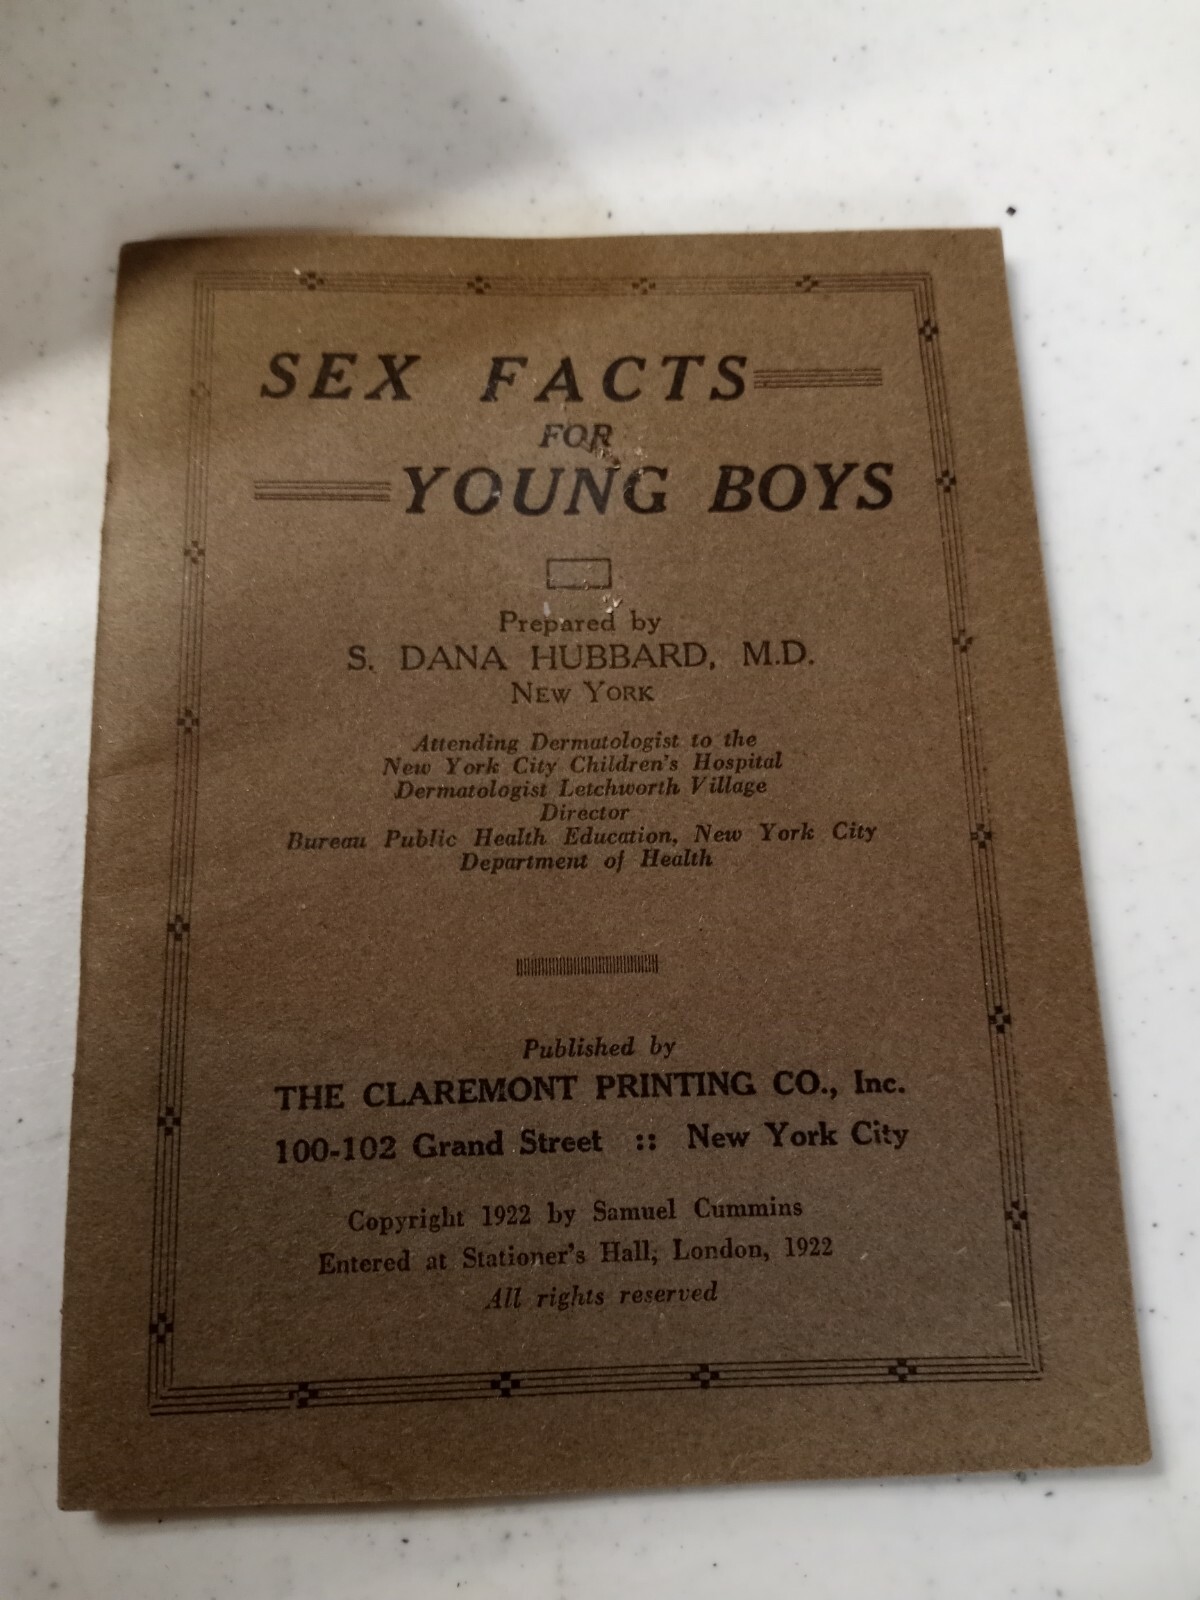 SEX FACTS
FOR
YOUNG BOYS
Prepared by
S. DANA HUBBARD, M.D.
NEW YORK
Attending Dermatologist to the
New York City Children's Hospital
Dermatologist Letchworth Village
Director
Bureau Public Health Education, New York City
Department of Health
Published by
THE CLAREMONT PRINTING CO., Inc.
100-102 Grand Street :: New York City
Copyright 1922 by Samuel Cummins
Entered at Stationer's Hall, London, 1922
All rights reserved